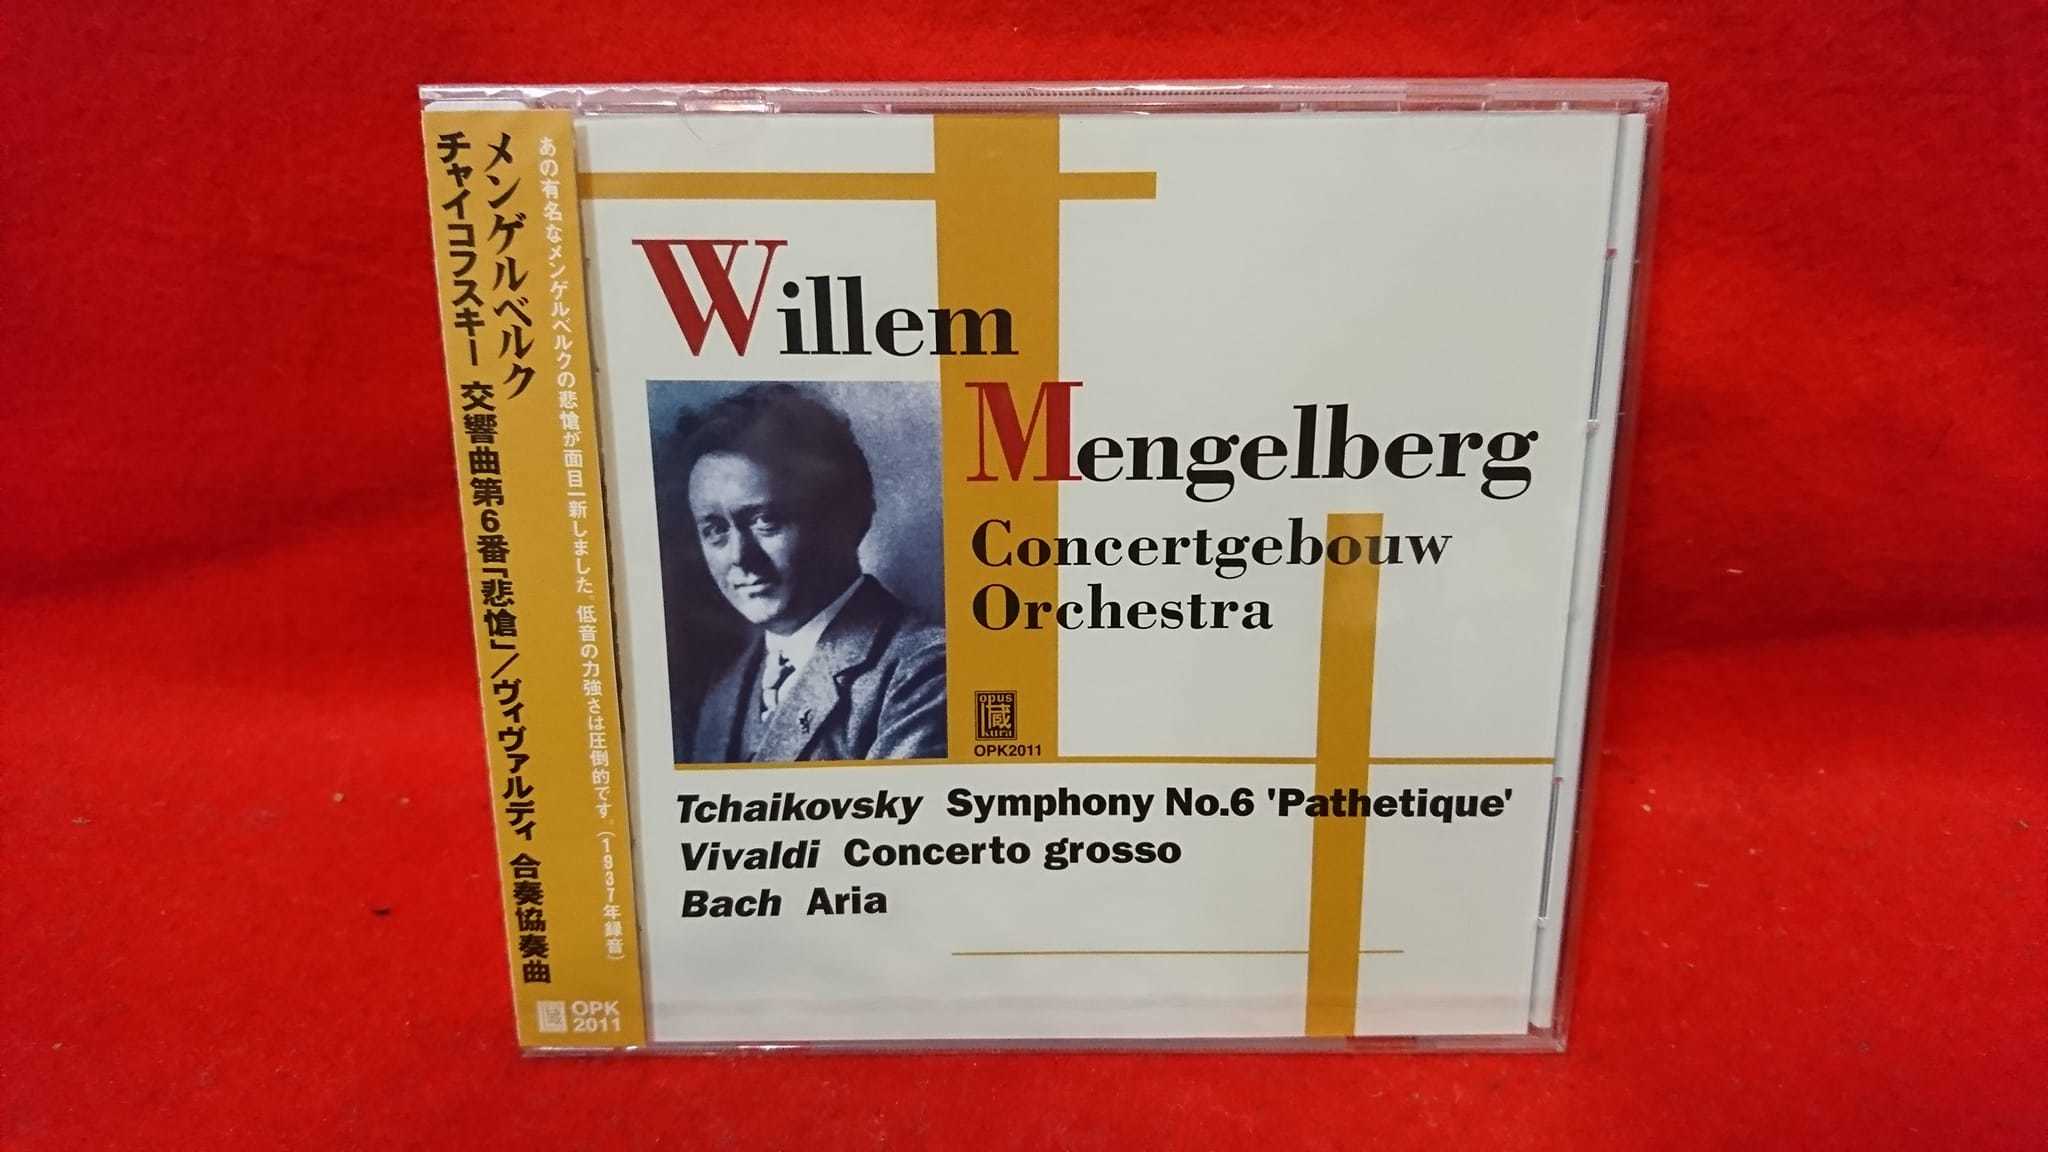 メンゲルベルク
チャイコフスキー 交響曲第6番「悲愴」/ヴィヴァルディ 合奏協奏曲
あの有名なメンゲルベルクの悲愴が面目一新しました。低音の力強さは圧倒的です。(1937年録音)
蔵
OPK
2011
Willem
Mengelberg
Concertgebouw
Orchestra
opus
蔵
kura
OPK2011
Tchaikovsky Symphony No.6 'Pathetique'
Vivaldi Concerto grosso
Bach Aria